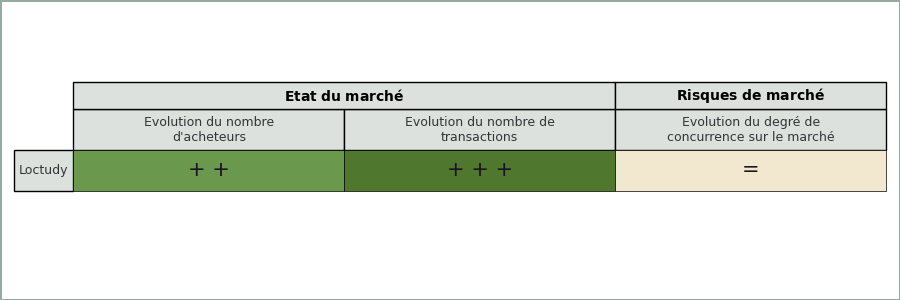 Etat du marché
Risques de marché
Evolution du nombre
d'acheteurs
Evolution du nombre de
transactions
Evolution du degré de
concurrence sur le marché
Loctudy
+ +
+ + +
=